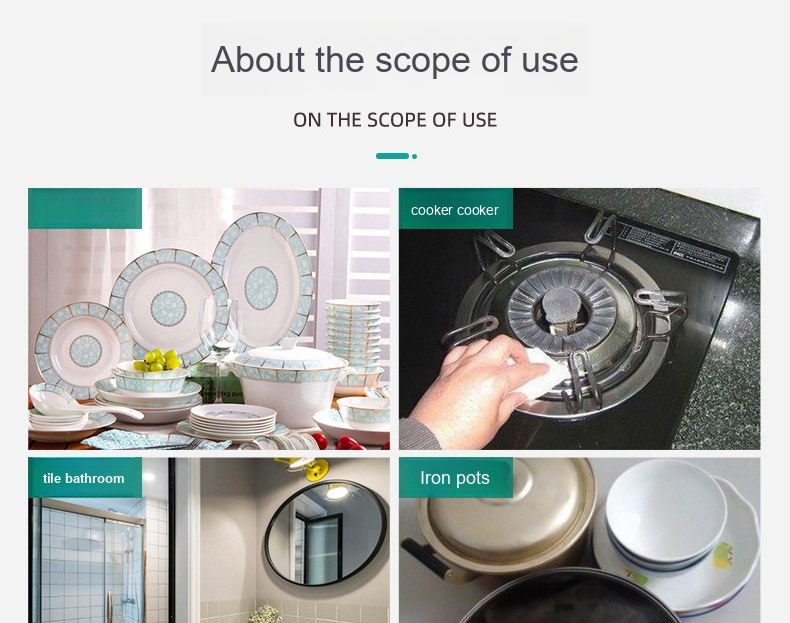 About the scope of use
ON THE SCOPE OF USE
cooker cooker
tile bathroom
Iron pots